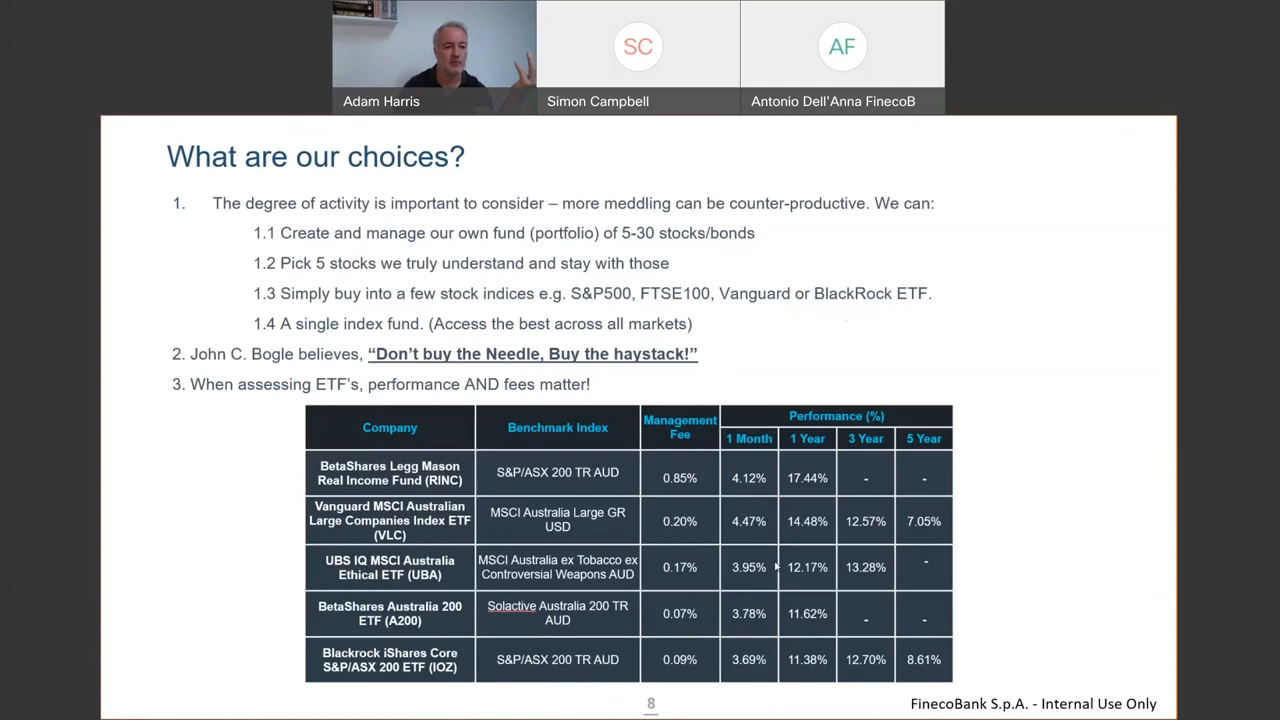 SC
AF
Adam Harris
Simon Campbell
Antonio Dell'Anna FinecoB
What are our choices?
1. The degree of activity is important to consider – more meddling can be counter-productive. We can:
1.1 Create and manage our own fund (portfolio) of 5-30 stocks/bonds
1.2 Pick 5 stocks we truly understand and stay with those
1.3 Simply buy into a few stock indices e.g. S&P500, FTSE100, Vanguard or BlackRock ETF.
1.4 A single index fund. (Access the best across all markets)
2. John C. Bogle believes, “Don’t buy the Needle, Buy the haystack!”
3. When assessing ETF’s, performance AND fees matter!
Company
Benchmark Index
Management
Fee
Performance (%)
1 Month
1 Year
3 Year
5 Year
BetaShares Legg Mason
Real Income Fund (RINC)
S&P/ASX 200 TR AUD
0.85%
4.12%
17.44%
-
-
Vanguard MSCI Australian
Large Companies Index ETF
(VLC)
MSCI Australia Large GR
USD
0.20%
4.47%
14.48%
12.57%
7.05%
UBS IQ MSCI Australia
Ethical ETF (UBA)
MSCI Australia ex Tobacco ex
Controversial Weapons AUD
0.17%
3.95%
12.17%
13.28%
-
BetaShares Australia 200
ETF (A200)
Solactive Australia 200 TR
AUD
0.07%
3.78%
11.62%
-
-
Blackrock iShares Core
S&P/ASX 200 ETF (IOZ)
S&P/ASX 200 TR AUD
0.09%
3.69%
11.38%
12.70%
8.61%
8
FinecoBank S.p.A. - Internal Use Only